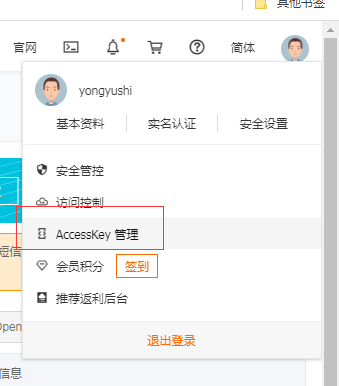 其他书签
官网 简体
yongyushi
基本资料 实名认证 安全设置
安全管控
访问控制
短信
AccessKey 管理
会员积分 签到
推荐返利后台
Open
退出登录
信息